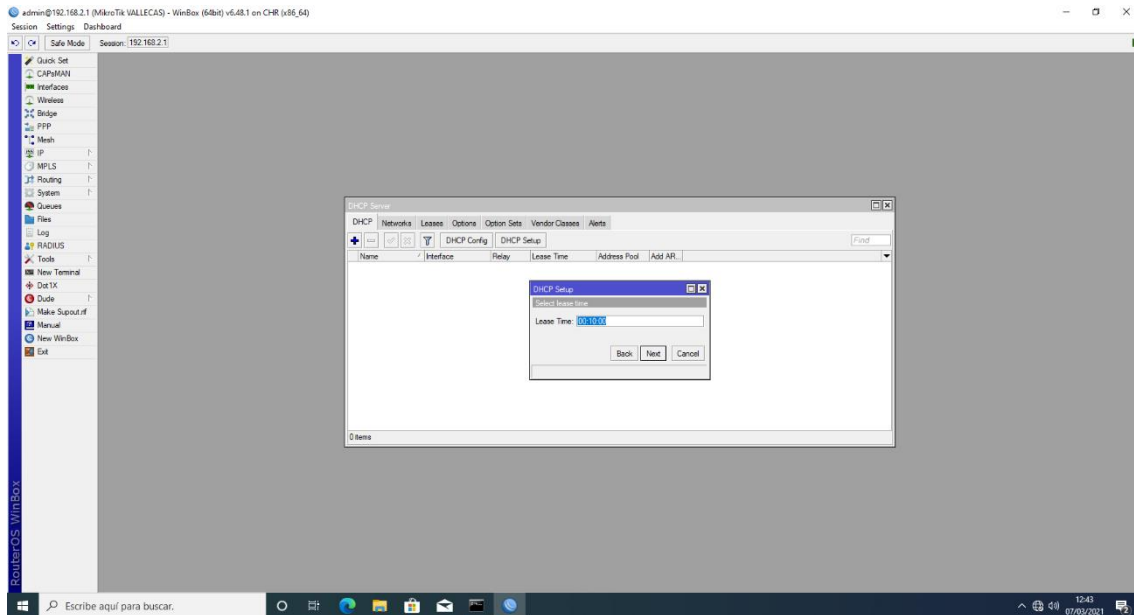 admin@192.168.2.1 (MikroTik VALLECAS) - WinBox (64bit) v6.48.1 on CHR (x86_64)
Session Settings Dashboard
Safe Mode Session: 192.168.2.1
Quick Set
CAPsMAN
Interfaces
Wireless
Bridge
PPP
Mesh
IP
MPLS
Routing
System
Queues
Files
Log
RADIUS
Tools
New Terminal
Dot1X
Dude
Make Supout.rif
Manual
New WinBox
Exit
RouterOS WinBox
DHCP Server
DHCP Networks Leases Options Option Sets Vendor Classes Alerts
DHCP Config DHCP Setup Find
Name Interface Relay Lease Time Address Pool Add AR...
DHCP Setup
Select lease time
Lease Time: 00:10:00
Back Next Cancel
0 items
Escribe aquí para buscar.
12:43
07/03/2021
2